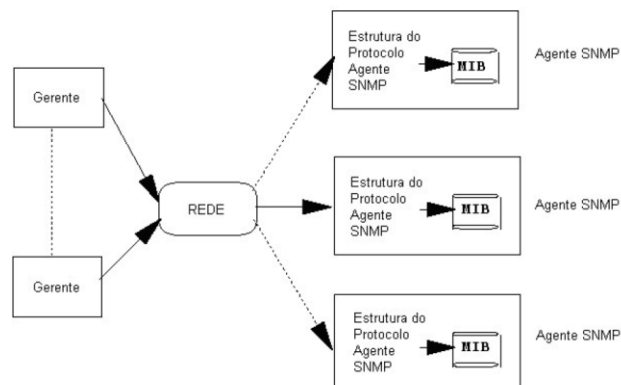 Gerente
Gerente
REDE
Estrutura do
Protocolo
Agente
SNMP
MIB
Agente SNMP
Estrutura do
Protocolo
Agente
SNMP
MIB
Agente SNMP
Estrutura do
Protocolo
Agente
SNMP
MIB
Agente SNMP